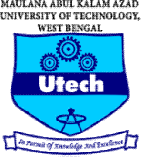 MAULANA ABUL KALAM AZAD
UNIVERSITY OF TECHNOLOGY,
WEST BENGAL
Utech
In Pursuit Of Knowledge And Excellence